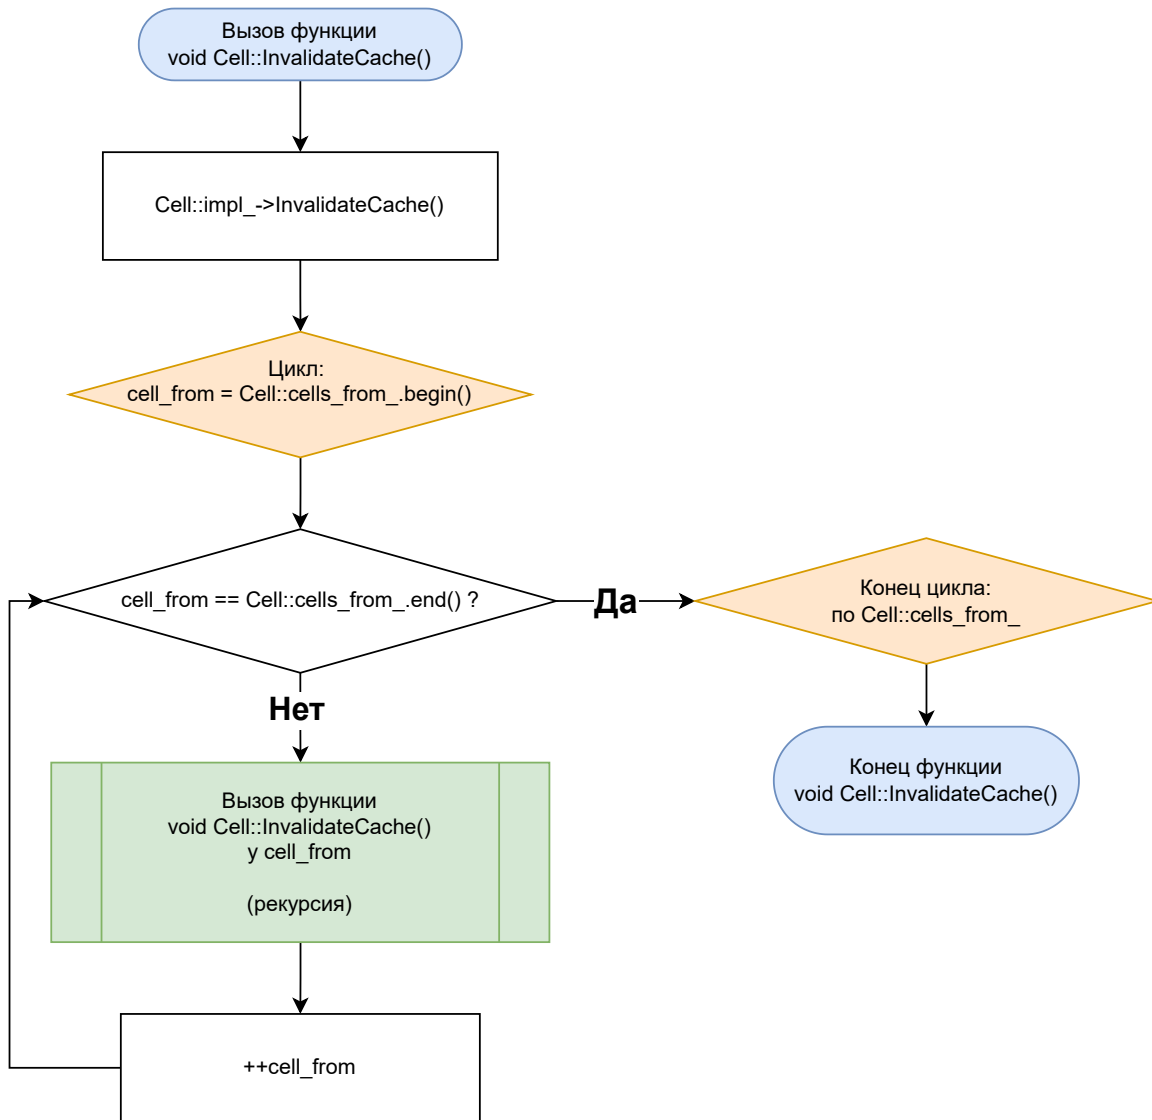 Вызов функции
void Cell::InvalidateCache()
Cell::impl_->InvalidateCache()
Цикл:
cell_from = Cell::cells_from_.begin()
cell_from == Cell::cells_from_.end() ?
Да
Конец цикла:
по Cell::cells_from_
Нет
Конец функции
void Cell::InvalidateCache()
Вызов функции
void Cell::InvalidateCache()
у cell_from
(рекурсия)
++cell_from